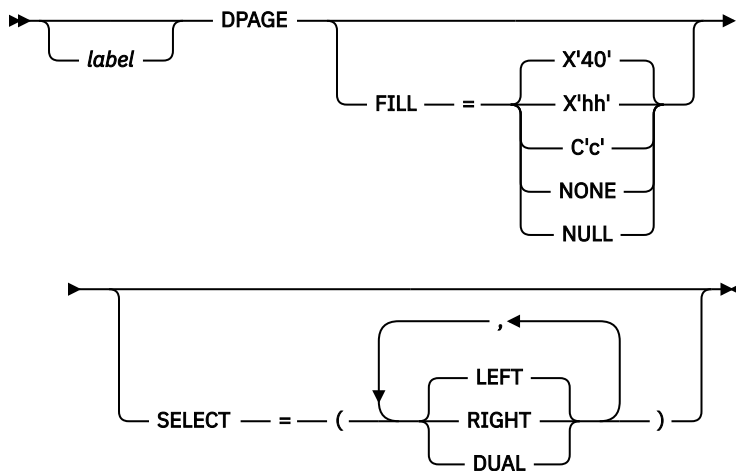 DPAGE
label
X'40'
FILL = X'hh'
C'c'
NONE
NULL
,
LEFT
SELECT = ( RIGHT )
DUAL